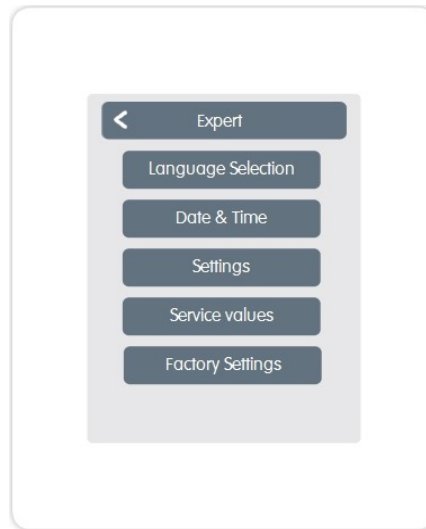 Expert
Language Selection
Date & Time
Settings
Service values
Factory Settings